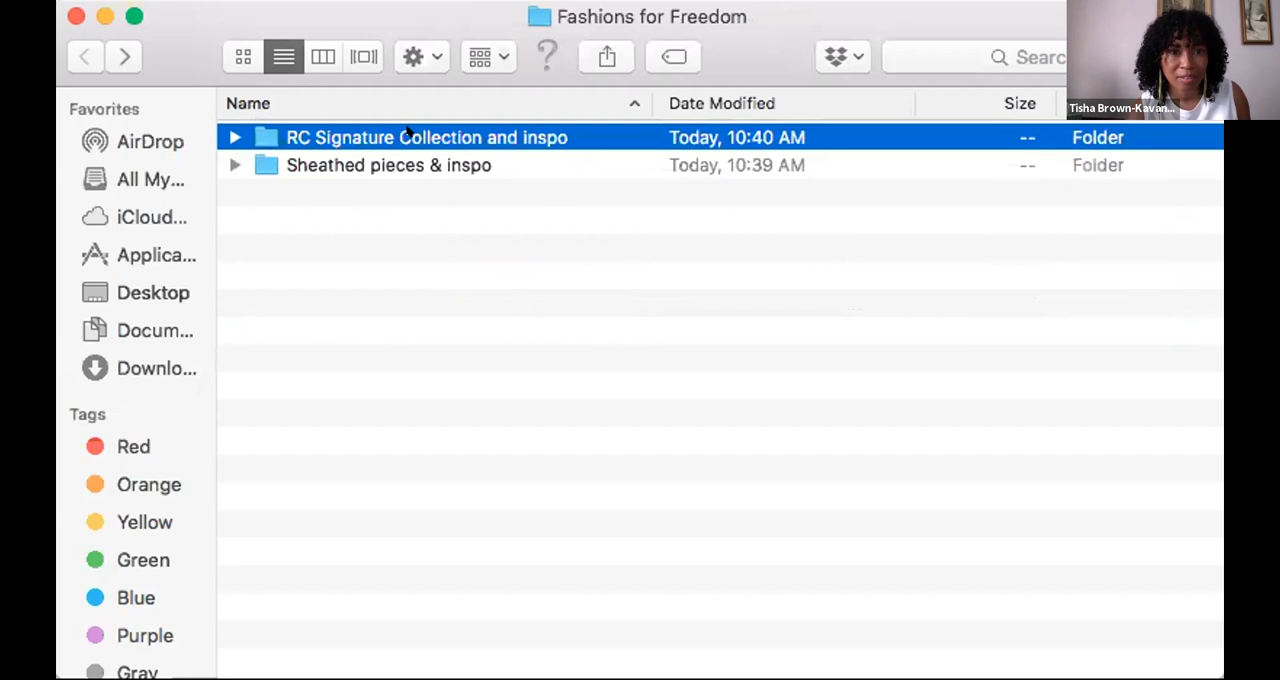 Fashions for Freedom
Searc
Tisha Brown-Kavan...
Favorites
AirDrop
All My...
iCloud...
Applica...
Desktop
Docum...
Downlo...
Tags
Red
Orange
Yellow
Green
Blue
Purple
Gray
Name Date Modified Size
RC Signature Collection and inspo Today, 10:40 AM -- Folder
Sheathed pieces & inspo Today, 10:39 AM -- Folder